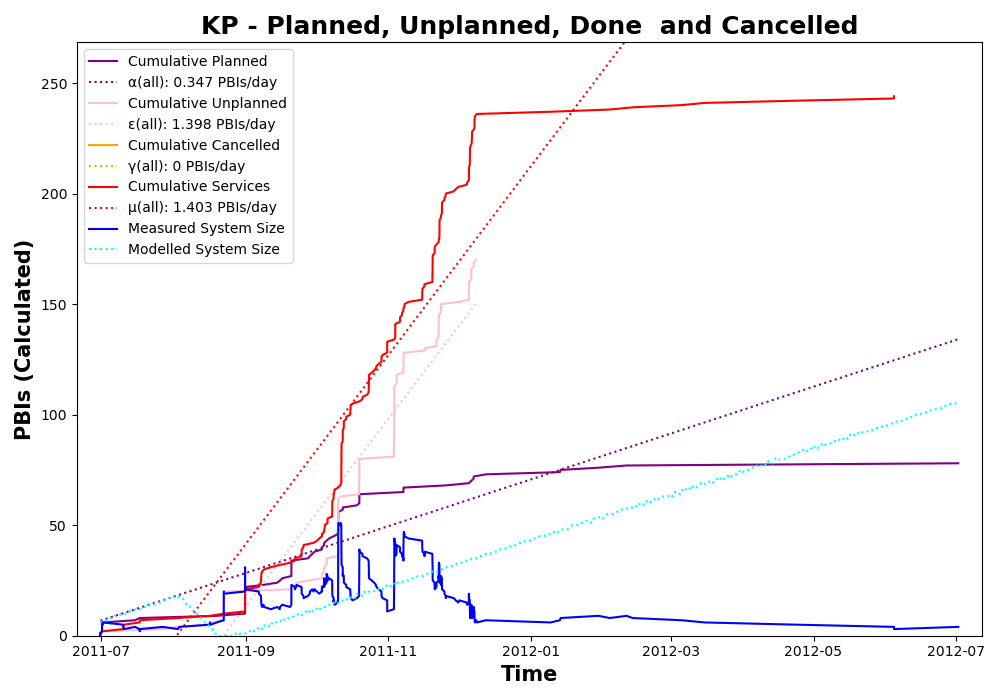 KP - Planned, Unplanned, Done  and Cancelled
Cumulative Planned
α(all): 0.347 PBIs/day
Cumulative Unplanned
ε(all): 1.398 PBIs/day
Cumulative Cancelled
γ(all): 0 PBIs/day
Cumulative Services
μ(all): 1.403 PBIs/day
Measured System Size
Modelled System Size
PBIs (Calculated)
250
200
150
100
50
0
2011-07 2011-09 2011-11 2012-01 2012-03 2012-05 2012-07
Time